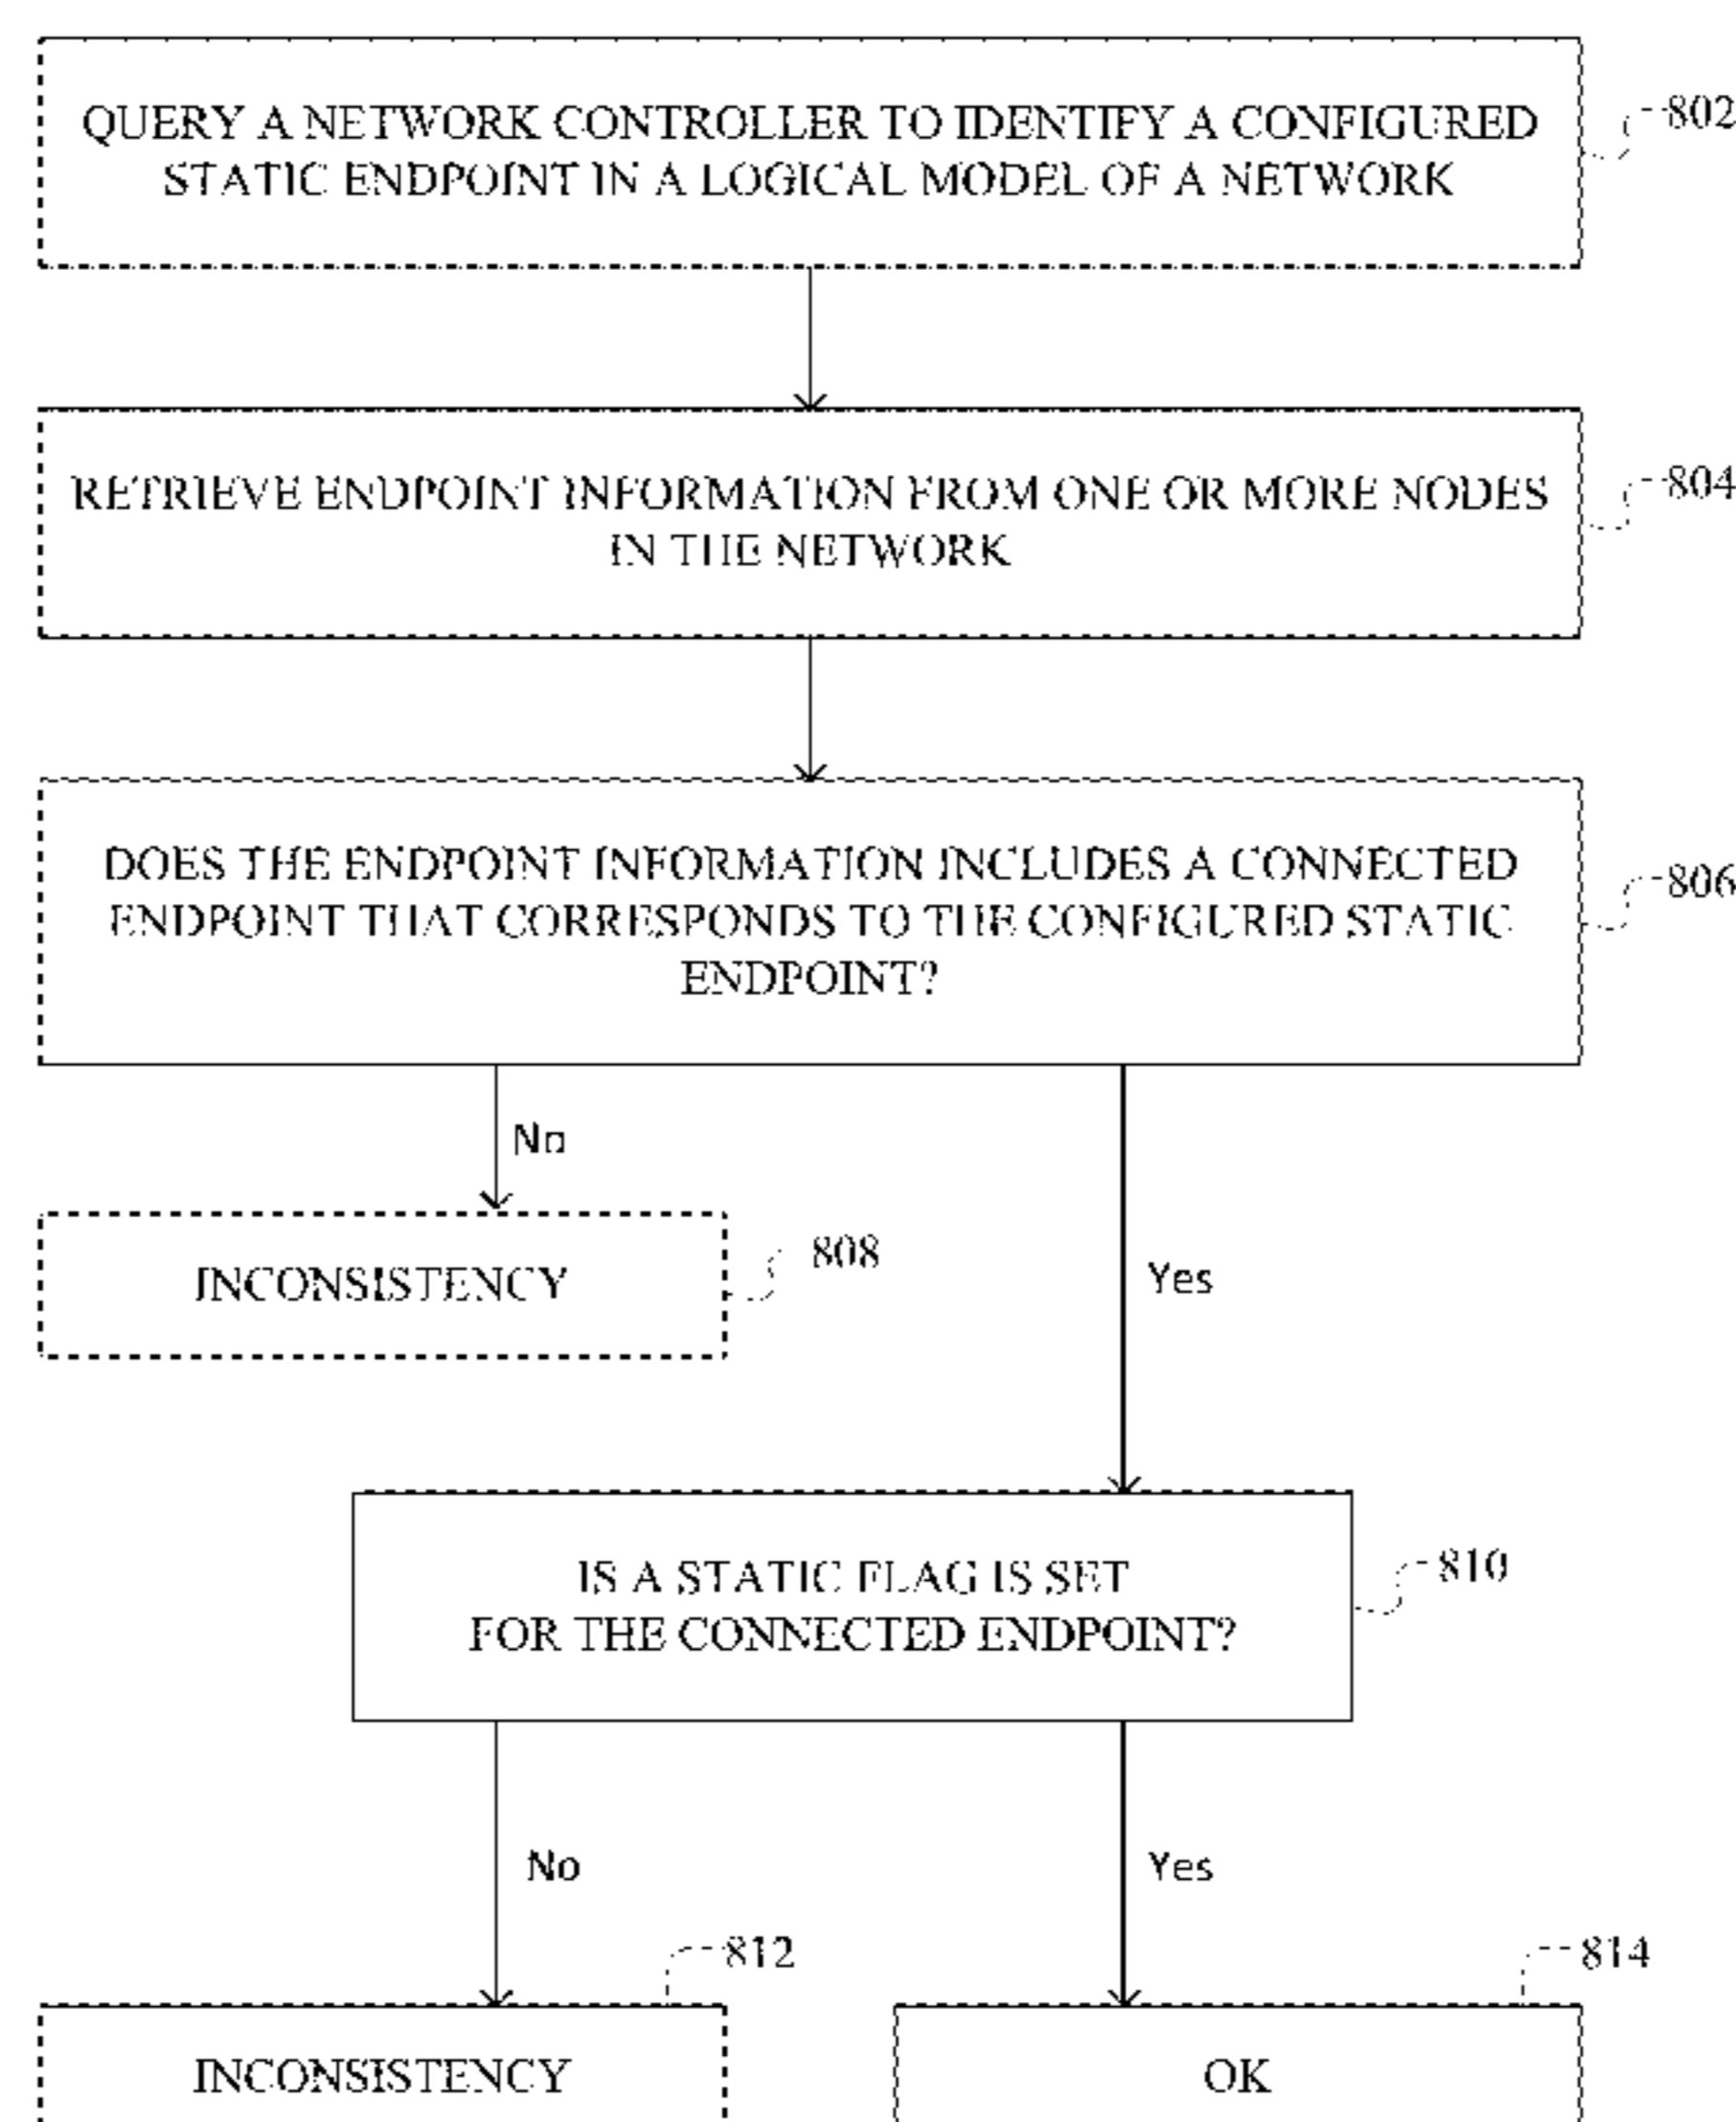 QUERY A NETWORK CONTROLLER TO IDENTIFY A CONFIGURED
STATIC ENDPOINT IN A LOGICAL MODEL OF A NETWORK
802
RETRIEVE ENDPOINT INFORMATION FROM ONE OR MORE NODES
IN THE NETWORK
804
DOES THE ENDPOINT INFORMATION INCLUDES A CONNECTED
ENDPOINT THAT CORRESPONDS TO THE CONFIGURED STATIC
ENDPOINT?
806
No
Yes
INCONSISTENCY
808
IS A STATIC FLAG IS SET
FOR THE CONNECTED ENDPOINT?
810
No
Yes
812
814
INCONSISTENCY
OK